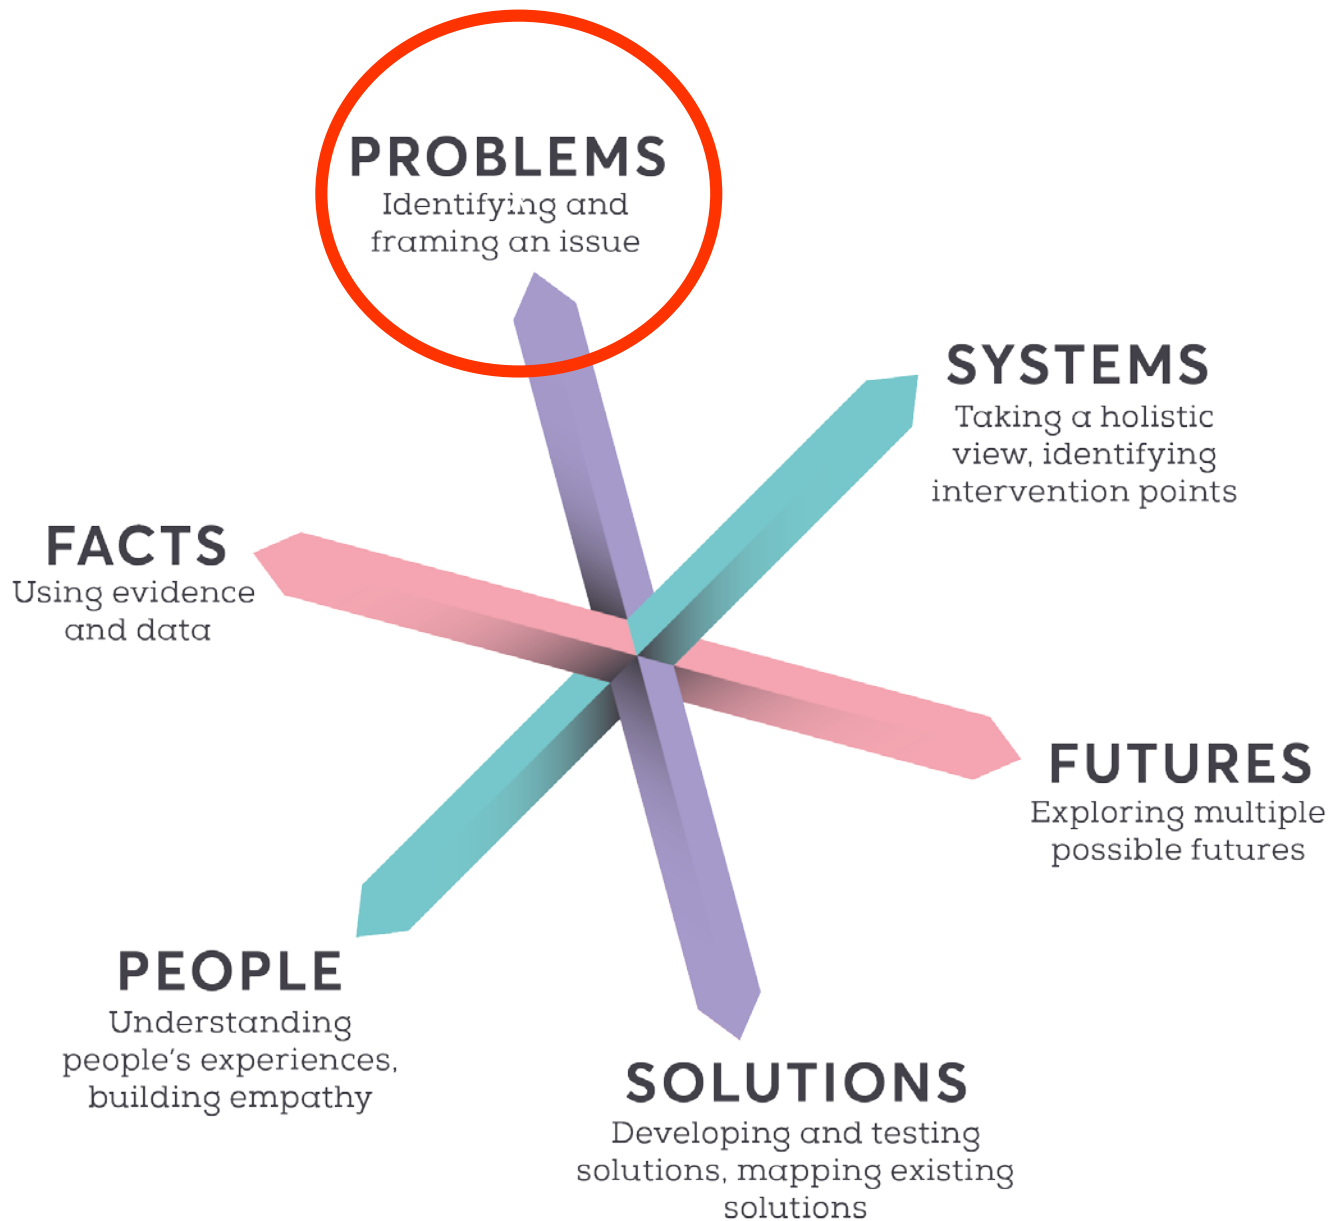 PROBLEMS
Identifying and
framing an issue
SYSTEMS
Taking a holistic
view, identifying
intervention points
FACTS
Using evidence
and data
FUTURES
Exploring multiple
possible futures
PEOPLE
Understanding
people's experiences,
building empathy
SOLUTIONS
Developing and testing
solutions, mapping existing
solutions